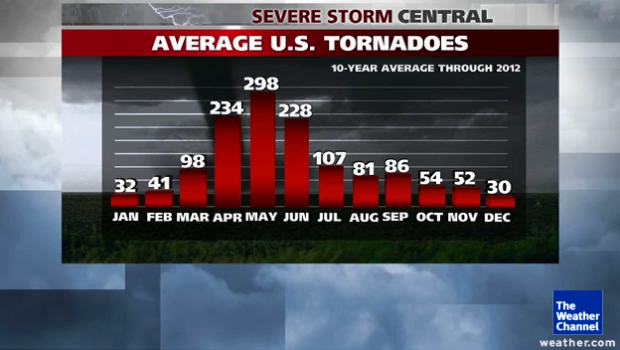 SEVERE STORM CENTRAL
AVERAGE U.S. TORNADOES
10-YEAR AVERAGE THROUGH 2012
32 41 98 234 298 228 107 81 86 54 52 30
JAN FEB MAR APR MAY JUN JUL AUG SEP OCT NOV DEC
The
Weather
Channel
weather.com